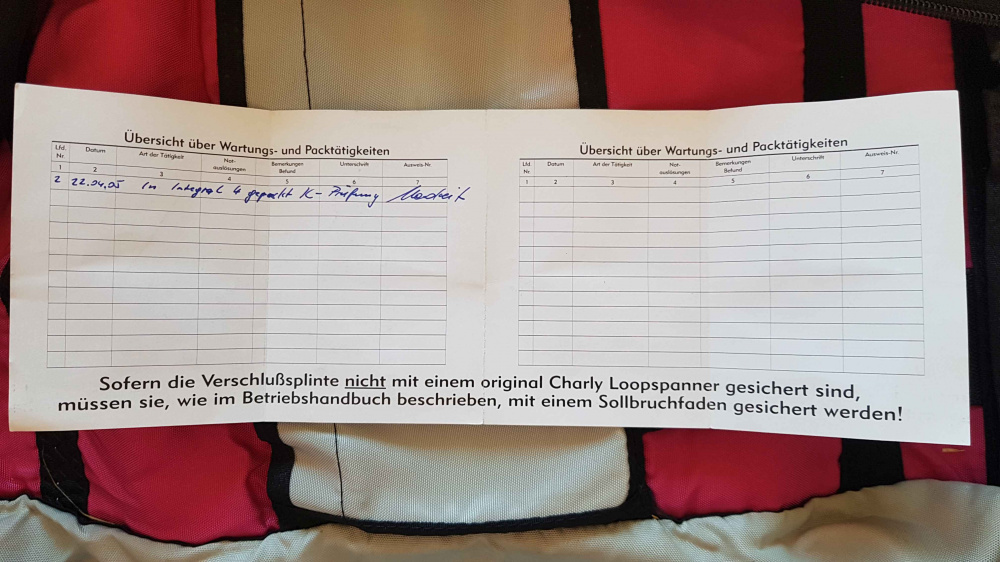 Übersicht über Wartungs- und Packtätigkeiten
Lfd. Nr. Datum Art der Tätigkeit Not-auslösungen Bemerkungen Befund Unterschrift Ausweis-Nr.
1 2 3 4 5 6 7
2 22.04.05 in Integral 4 gepackt K-Prüfung
Übersicht über Wartungs- und Packtätigkeiten
Lfd. Nr. Datum Art der Tätigkeit Not-auslösungen Bemerkungen Befund Unterschrift Ausweis-Nr.
1 2 3 4 5 6 7
Sofern die Verschlußsplinte nicht mit einem original Charly Loopspanner gesichert sind,
müssen sie, wie im Betriebshandbuch beschrieben, mit einem Sollbruchfaden gesichert werden!